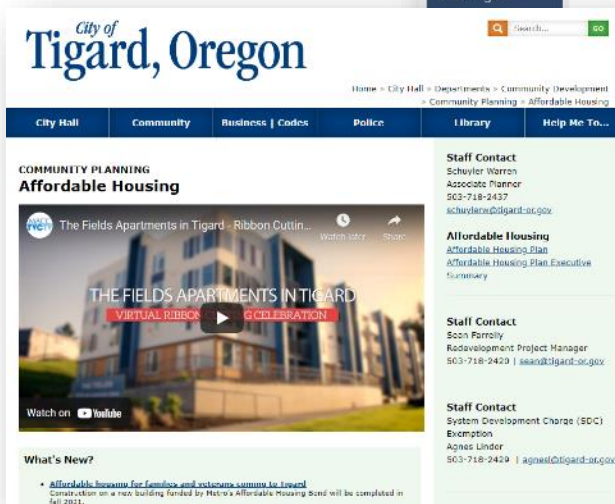 City of
Tigard, Oregon
Search...
GO
Home » City Hall » Departments » Community Development
» Community Planning » Affordable Housing
City Hall
Community
Business | Codes
Police
Library
Help Me To...
COMMUNITY PLANNING
Affordable Housing
The Fields Apartments in Tigard - Ribbon Cuttin...
Watch later
Share
THE FIELDS APARTMENTS IN TIGARD
VIRTUAL RIBBON CUTTING CELEBRATION
Watch on YouTube
What's New?
Affordable housing for families and veterans coming to Tigard
Construction on a new building funded by Metro's Affordable Housing Bond will be completed in
fall 2021.
Staff Contact
Schuyler Warren
Associate Planner
503-718-2437
schuylerw@tigard-or.gov
Affordable Housing
Affordable Housing Plan
Affordable Housing Plan Executive
Summary
Staff Contact
Sean Farrelly
Redevelopment Project Manager
503-718-2420 | sean@tigard-or.gov
Staff Contact
System Development Charge (SDC)
Exemption
Agnes Lindor
503-718-2429 | agnesl@tigard-or.gov